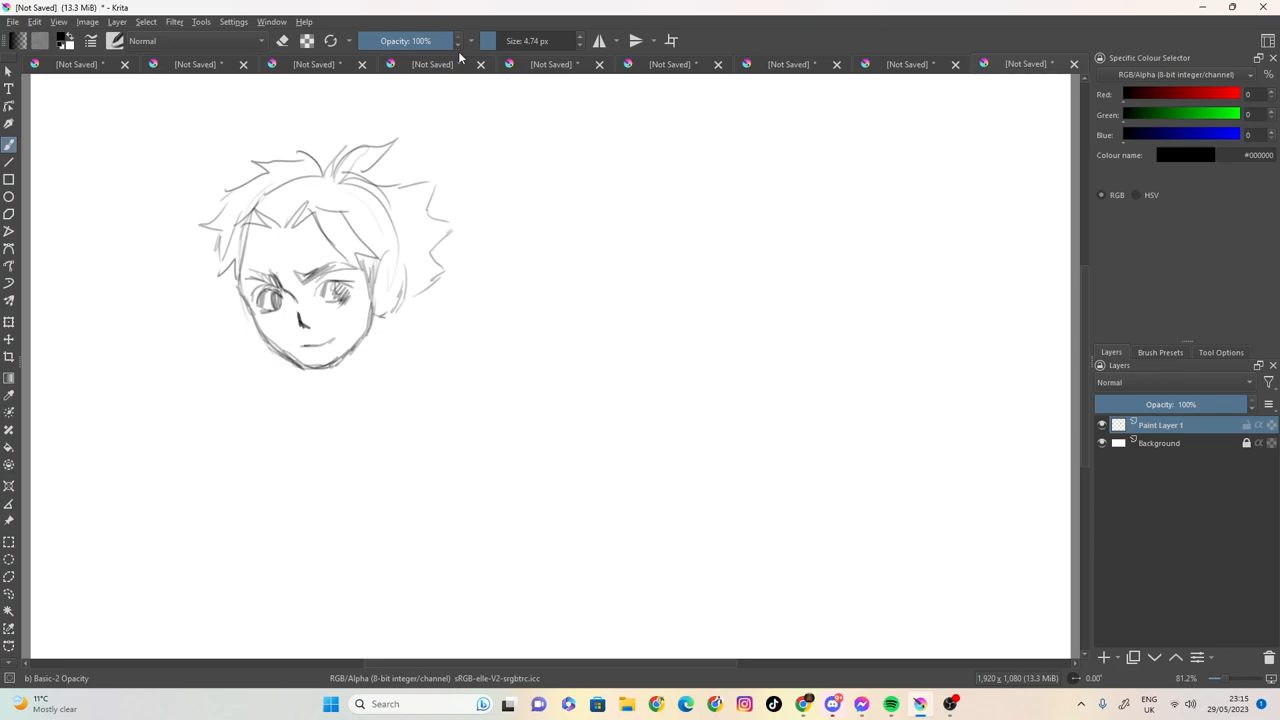 [Not Saved] (13.3 MiB) * - Krita
File Edit View Image Layer Select Filter Tools Settings Window Help
Normal Opacity: 100% Size: 4.74 px
[Not Saved] * [Not Saved] * [Not Saved] * [Not Saved] [Not Saved] * [Not Saved] * [Not Saved] * [Not Saved] * [Not Saved] *
Specific Colour Selector
RGB/Alpha (8-bit integer/channel) %
Red: 0
Green: 0
Blue: 0
Colour name: #000000
RGB HSV
Layers Brush Presets Tool Options
Layers
Normal
Opacity: 100%
Paint Layer 1
Background
b) Basic-2 Opacity RGB/Alpha (8-bit integer/channel) sRGB-elle-V2-srgbtrc.icc 1,920 x 1,080 (13.3 MiB) 0.00° 81.2%
11°C
Mostly clear
Search
ENG
UK
23:15
29/05/2023